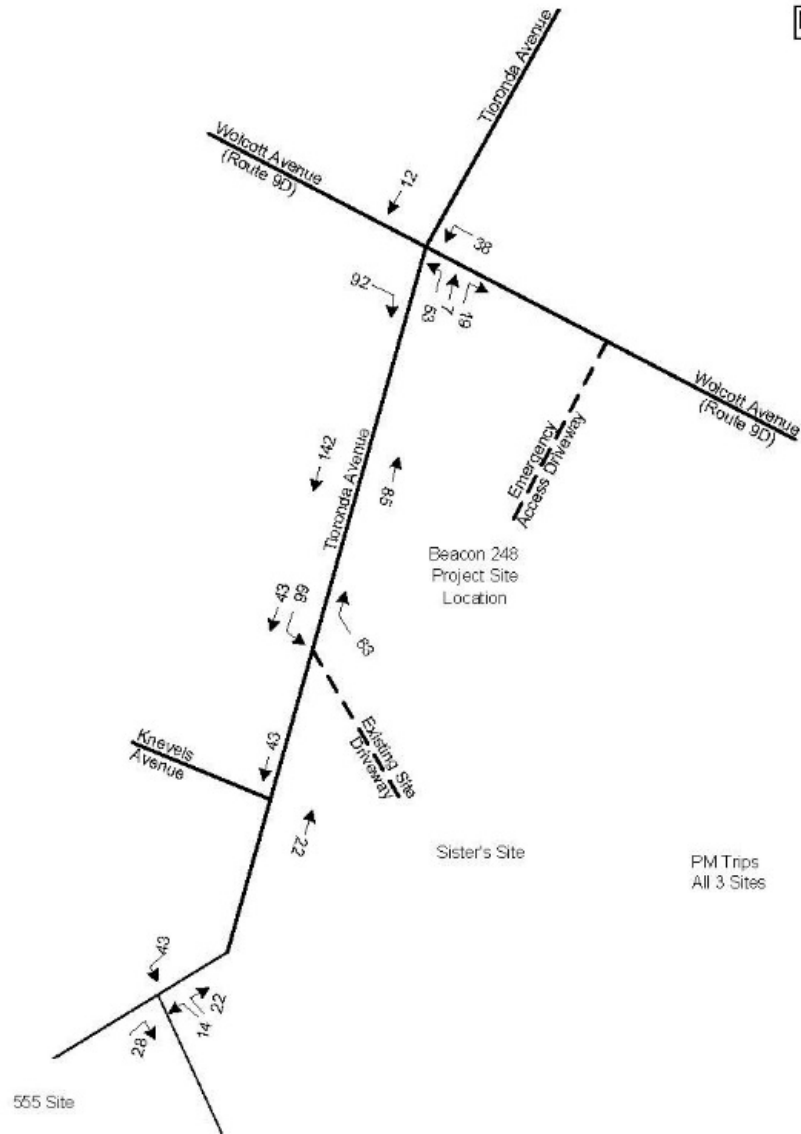 Tioronda Avenue
Wolcott Avenue
(Route 9D)
12
38
92
53
7
19
Wolcott Avenue
(Route 9D)
Emergency
Access Driveway
142
Tioronda Avenue
85
Beacon 248
Project Site
Location
43
99
63
Existing Site
Driveway
Knevels
Avenue
43
22
Sister's Site
PM Trips
All 3 Sites
43
22
14
28
555 Site